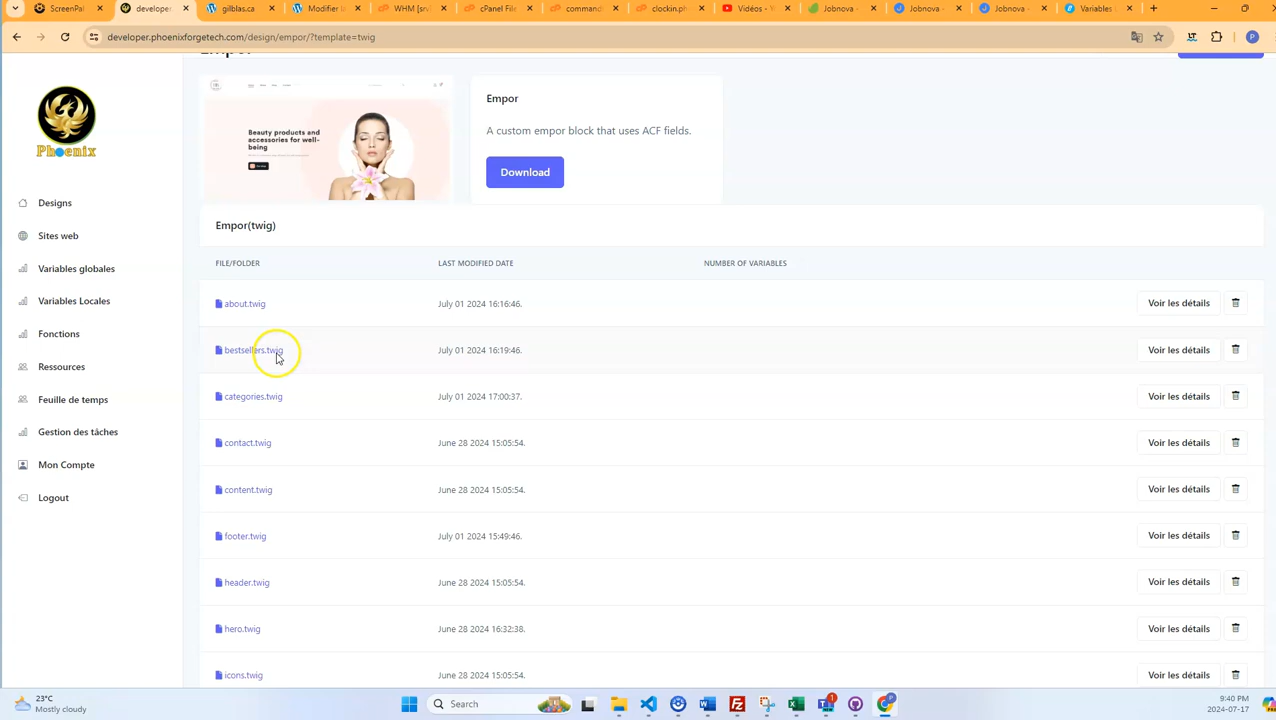 ScreenPal
developer
gilblas.ca
Modifier l
WHM [srv
cPanel File
command
clockin.ph
Vidéos - Yo
Jobnova -
Jobnova -
Jobnova -
Variables L
developer.phoenixforgetech.com/design/empor/?template=twig
Phoenix
Designs
Sites web
Variables globales
Variables Locales
Fonctions
Ressources
Feuille de temps
Gestion des tâches
Mon Compte
Logout
Empor
Beauty products and
accessories for well-
being
Empor
A custom empor block that uses ACF fields.
Download
Empor(twig)
FILE/FOLDER LAST MODIFIED DATE NUMBER OF VARIABLES
about.twig July 01 2024 16:16:46. Voir les détails
bestsellers.twig July 01 2024 16:19:46. Voir les détails
categories.twig July 01 2024 17:00:37. Voir les détails
contact.twig June 28 2024 15:05:54. Voir les détails
content.twig June 28 2024 15:05:54. Voir les détails
footer.twig July 01 2024 15:49:46. Voir les détails
header.twig June 28 2024 15:05:54. Voir les détails
hero.twig June 28 2024 16:32:38. Voir les détails
icons.twig June 28 2024 15:05:54. Voir les détails
23°C
Mostly cloudy
Search
9:40 PM
2024-07-17